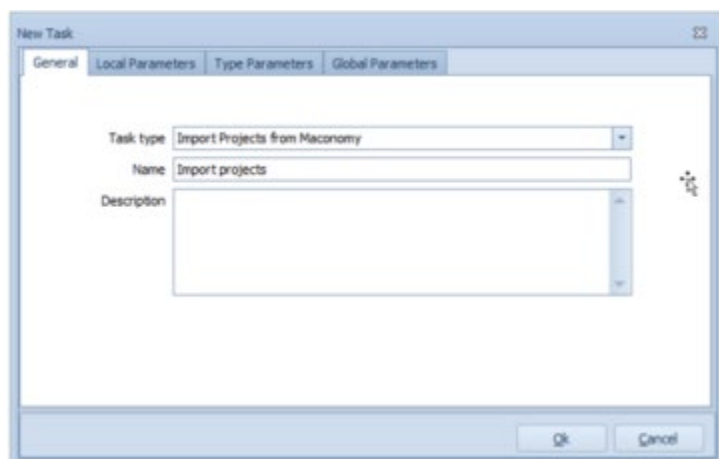 New Task
General Local Parameters Type Parameters Global Parameters
Task type Import Projects from Maconomy
Name Import projects
Description
Ok Cancel